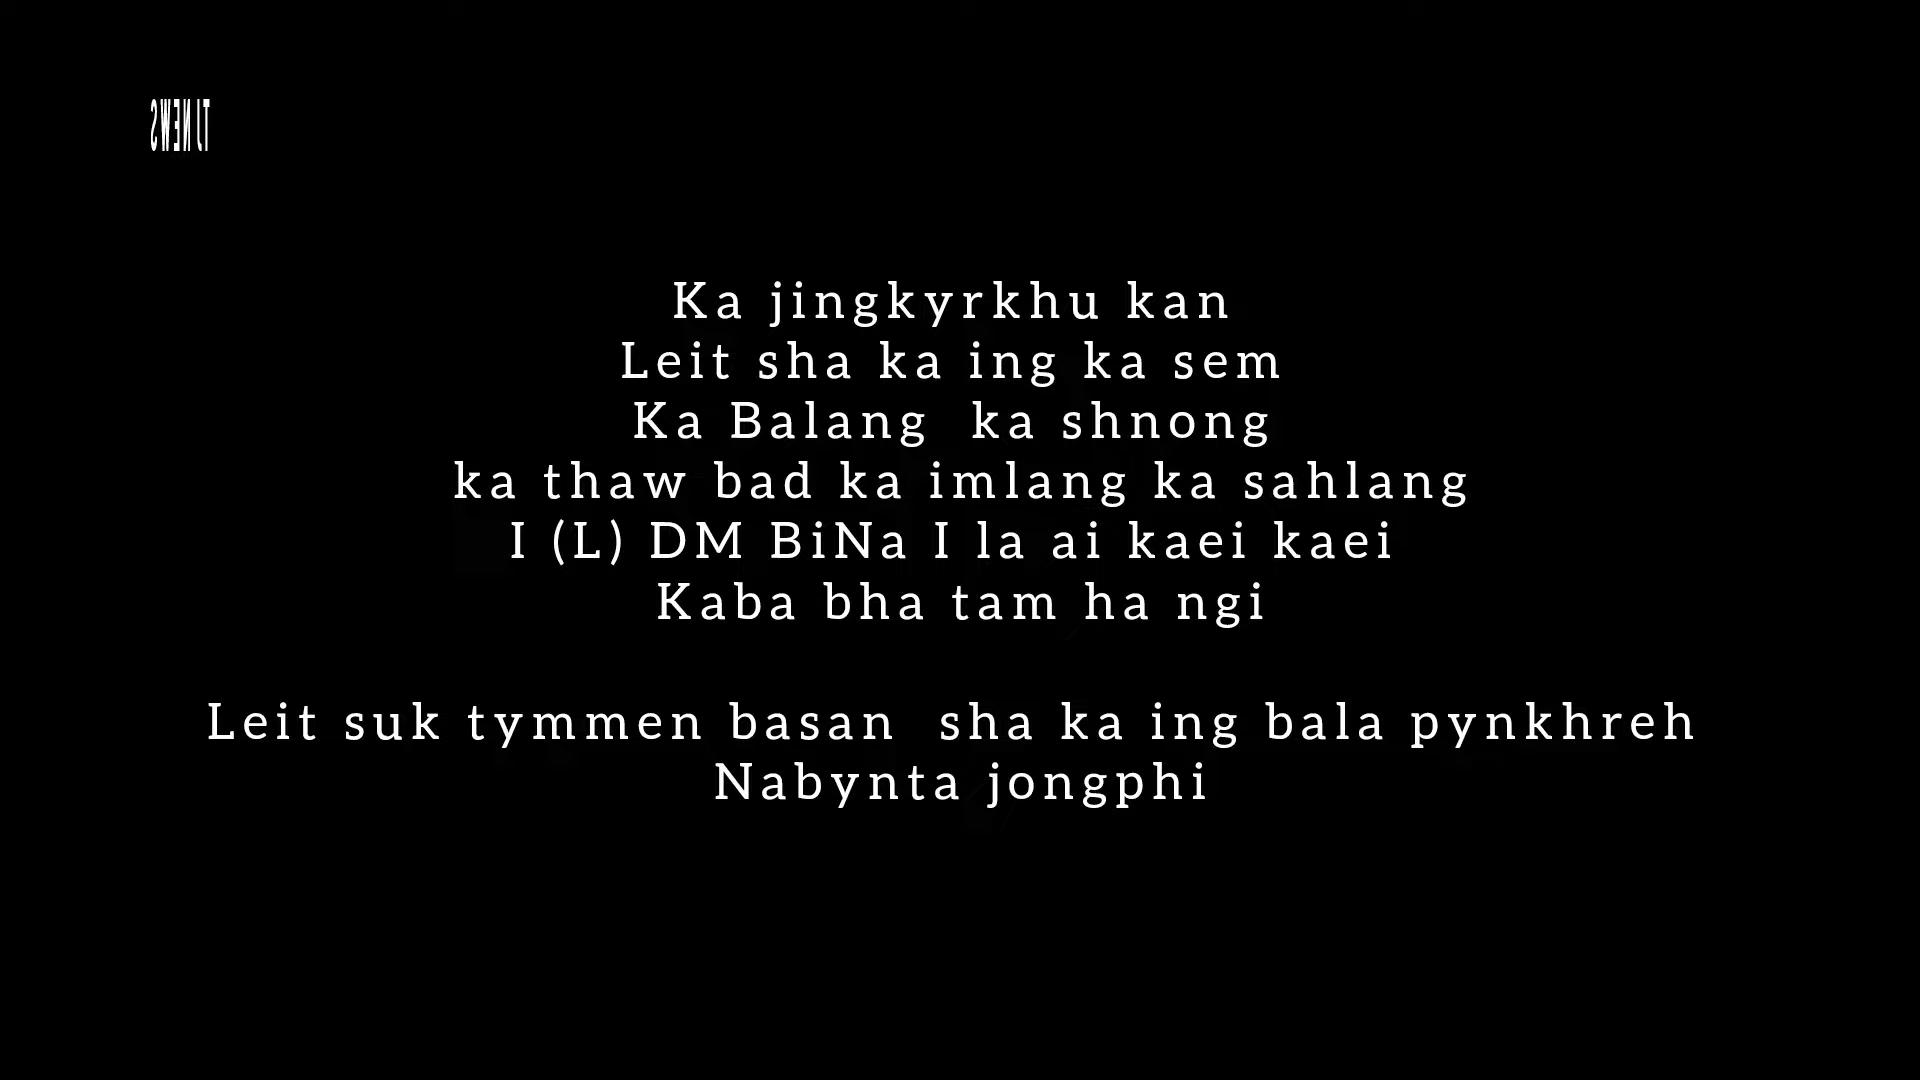 TJ NEWS
Ka jingkyrkhu kan
Leit sha ka ing ka sem
Ka Balang ka shnong
ka thaw bad ka imlang ka sahlang
I (L) DM BiNa I la ai kaei kaei
Kaba bha tam ha ngi
Leit suk tymmen basan sha ka ing bala pynkhreh
Nabynta jongphi